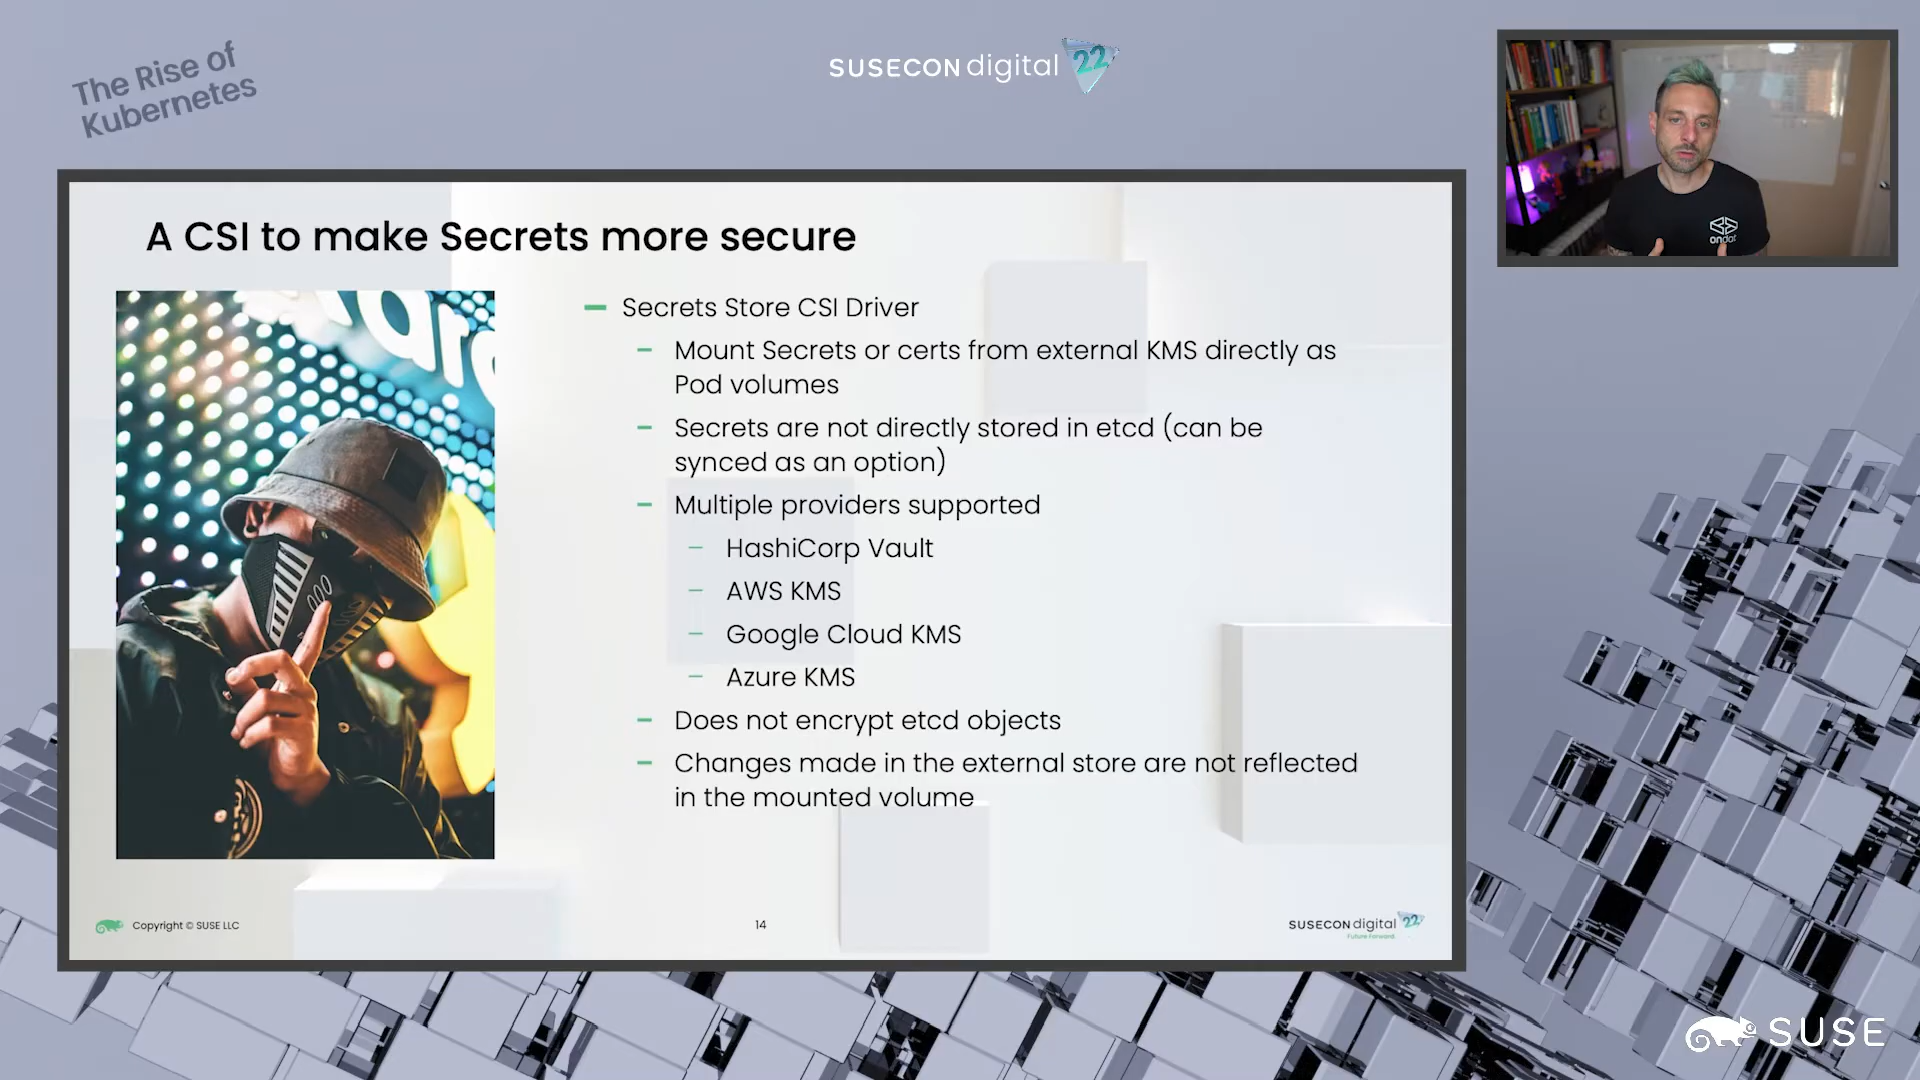 The Rise of
Kubernetes
SUSECON digital 22
A CSI to make Secrets more secure
Secrets Store CSI Driver
Mount Secrets or certs from external KMS directly as
Pod volumes
Secrets are not directly stored in etcd (can be
synced as an option)
Multiple providers supported
HashiCorp Vault
AWS KMS
Google Cloud KMS
Azure KMS
Does not encrypt etcd objects
Changes made in the external store are not reflected
in the mounted volume
Copyright © SUSE LLC
14
SUSECON digital 22
Future Forward.
ondat
SUSE